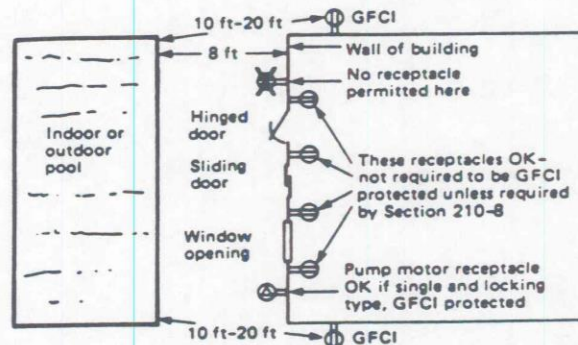 10 ft-20 ft
GFCI
8 ft
Wall of building
No receptacle
permitted here
Indoor or
outdoor
pool
Hinged
door
Sliding
door
Window
opening
These receptacles OK–
not required to be GFCI
protected unless required
by Section 210-8
Pump motor receptacle
OK if single and locking
type, GFCI protected
10 ft-20 ft
GFCI